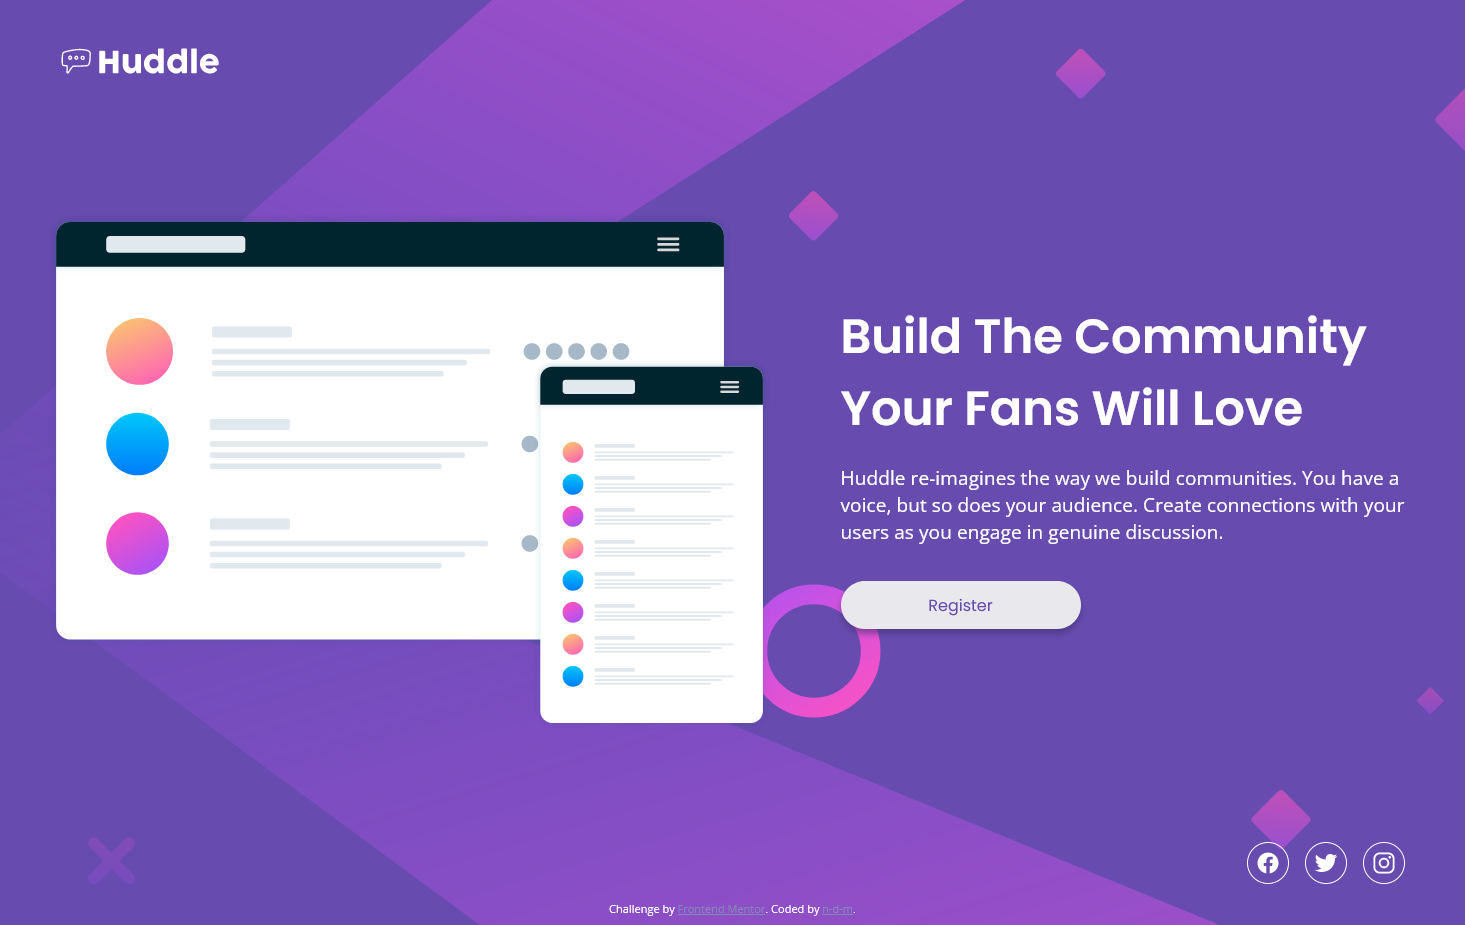 Huddle
Build The Community
Your Fans Will Love
Huddle re-imagines the way we build communities. You have a
voice, but so does your audience. Create connections with your
users as you engage in genuine discussion.
Register
Challenge by Frontend Mentor. Coded by n-d-m.